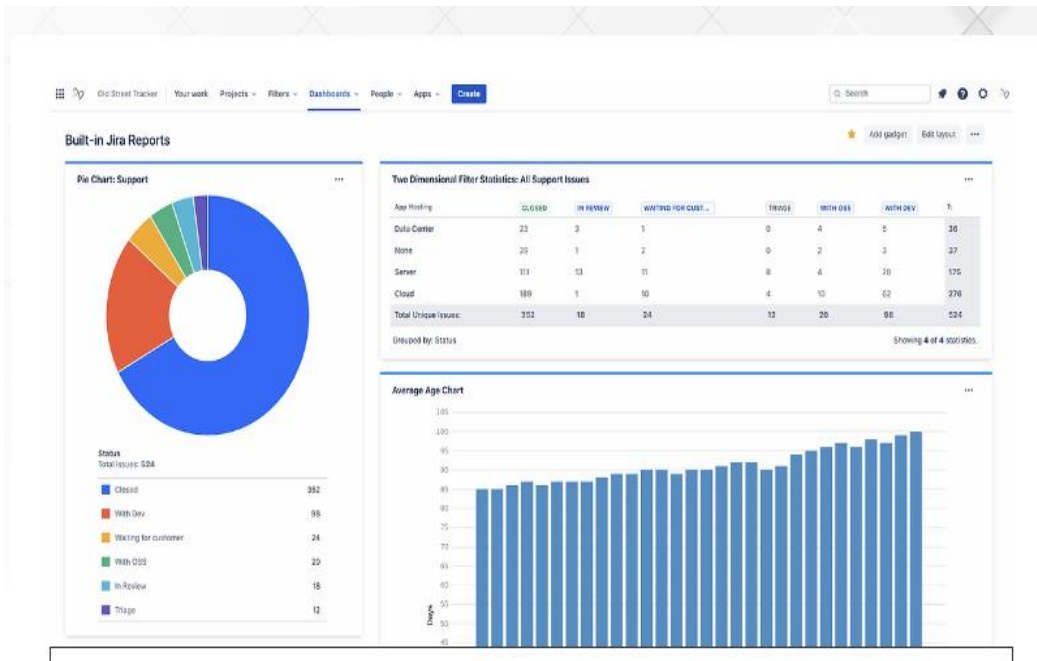 Old Street Tracker Your work Projects Filters Dashboards People Apps Create Search
Built-in Jira Reports
Add gadget Edit layout
Pie Chart: Support
Status
Total Issues: 524
Closed 352
With Dev 98
Waiting for customer 24
With OSS 20
In Review 18
Triage 12
Two Dimensional Filter Statistics: All Support Issues
App Hosting CLOSED IN REVIEW WAITING FOR CUST... TRIAGE WITH OSS WITH DEV T:
Data Center 23 3 1 0 4 5 36
None 29 1 2 0 2 3 37
Server 111 13 11 8 4 28 175
Cloud 189 1 10 4 10 62 276
Total Unique Issues: 352 18 24 12 20 98 524
Grouped by: Status Showing 4 of 4 statistics.
Average Age Chart
105
100
95
90
85
80
75
70
65
60
55
50
45
Days